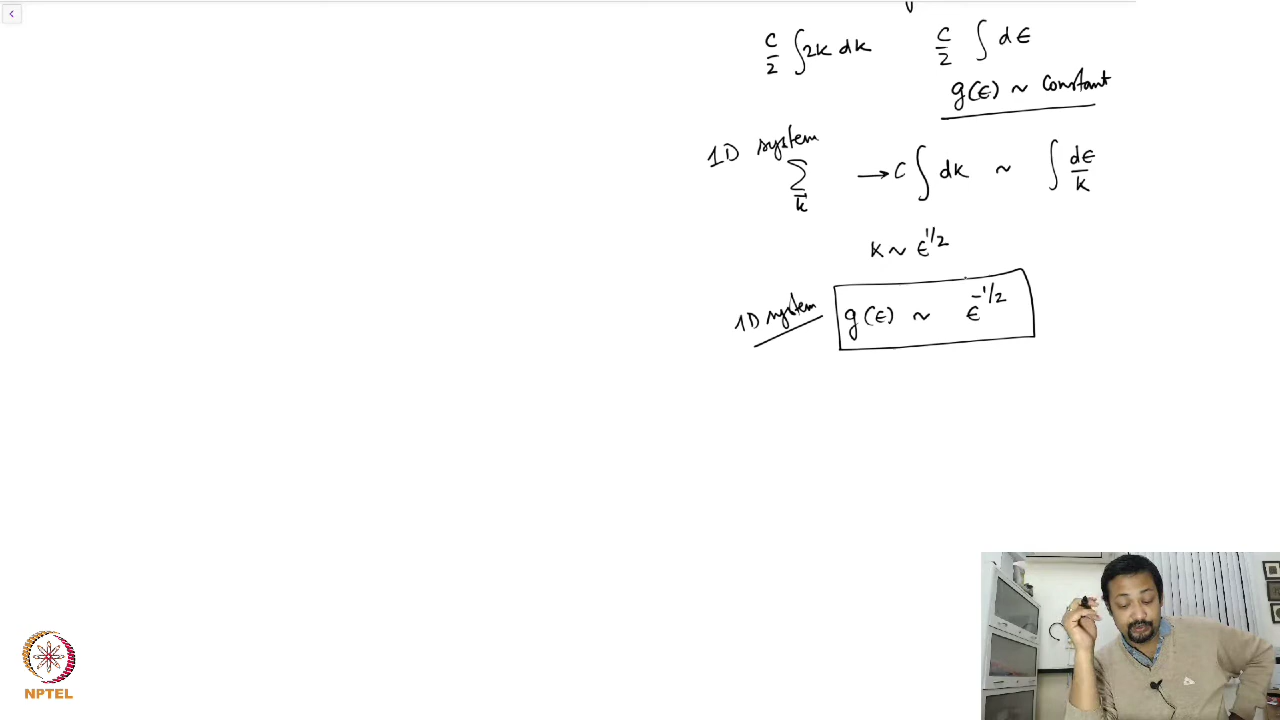 C/2 ∫2k dk C/2 ∫ dϵ
g(ϵ) ~ constant
1D system
∑_k → C ∫ dk ~ ∫ dϵ/k
k ~ ϵ^1/2
1D system g(ϵ) ~ ϵ^-1/2
NPTEL